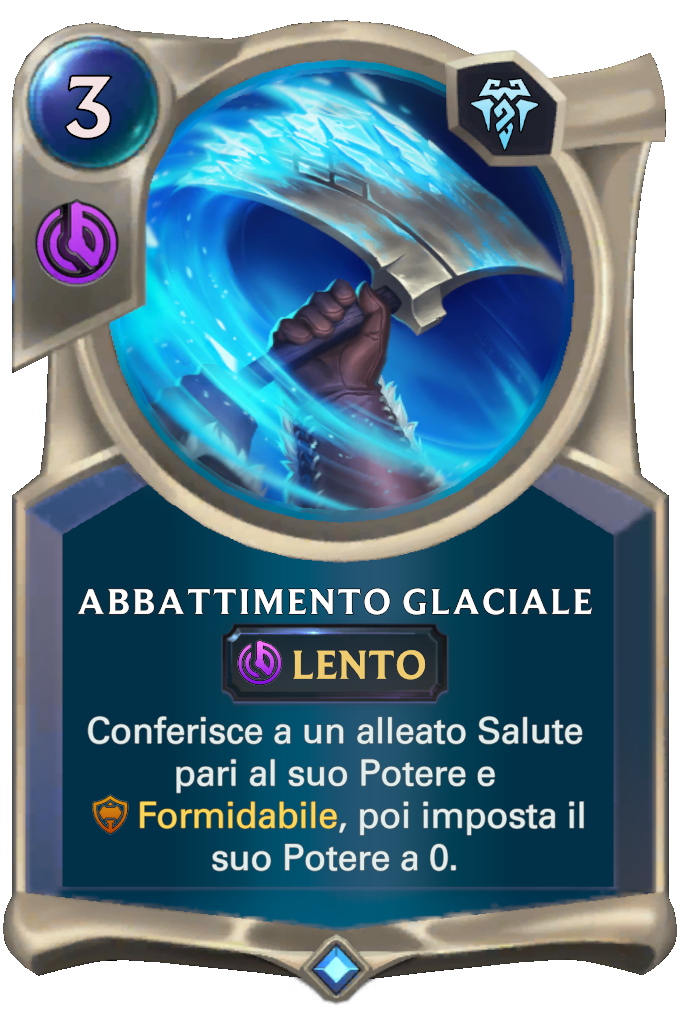 3
ABBATTIMENTO GLACIALE
LENTO
Conferisce a un alleato Salute
pari al suo Potere e
Formidabile, poi imposta il
suo Potere a 0.